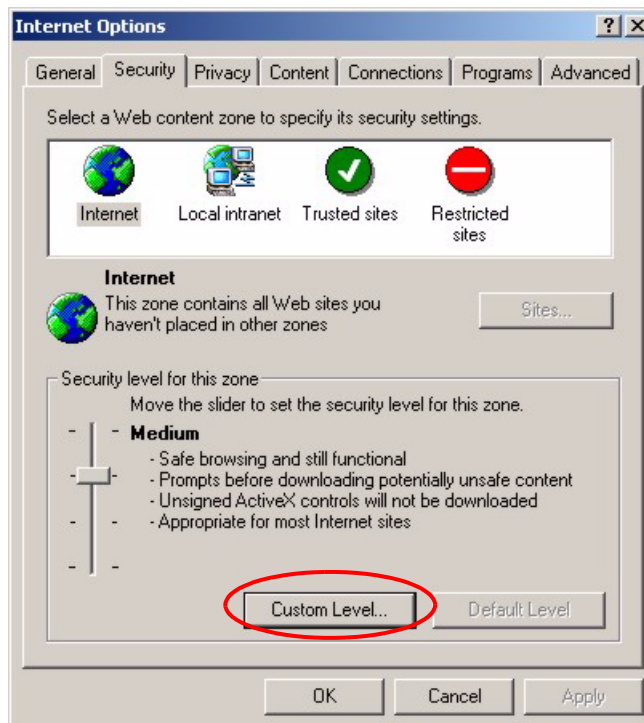 Internet Options
General Security Privacy Content Connections Programs Advanced
Select a Web content zone to specify its security settings.
Internet Local intranet Trusted sites Restricted
sites
Internet
This zone contains all Web sites you
haven't placed in other zones
Sites...
Security level for this zone
Move the slider to set the security level for this zone.
Medium
- Safe browsing and still functional
- Prompts before downloading potentially unsafe content
- Unsigned ActiveX controls will not be downloaded
- Appropriate for most Internet sites
Custom Level... Default Level
OK Cancel Apply